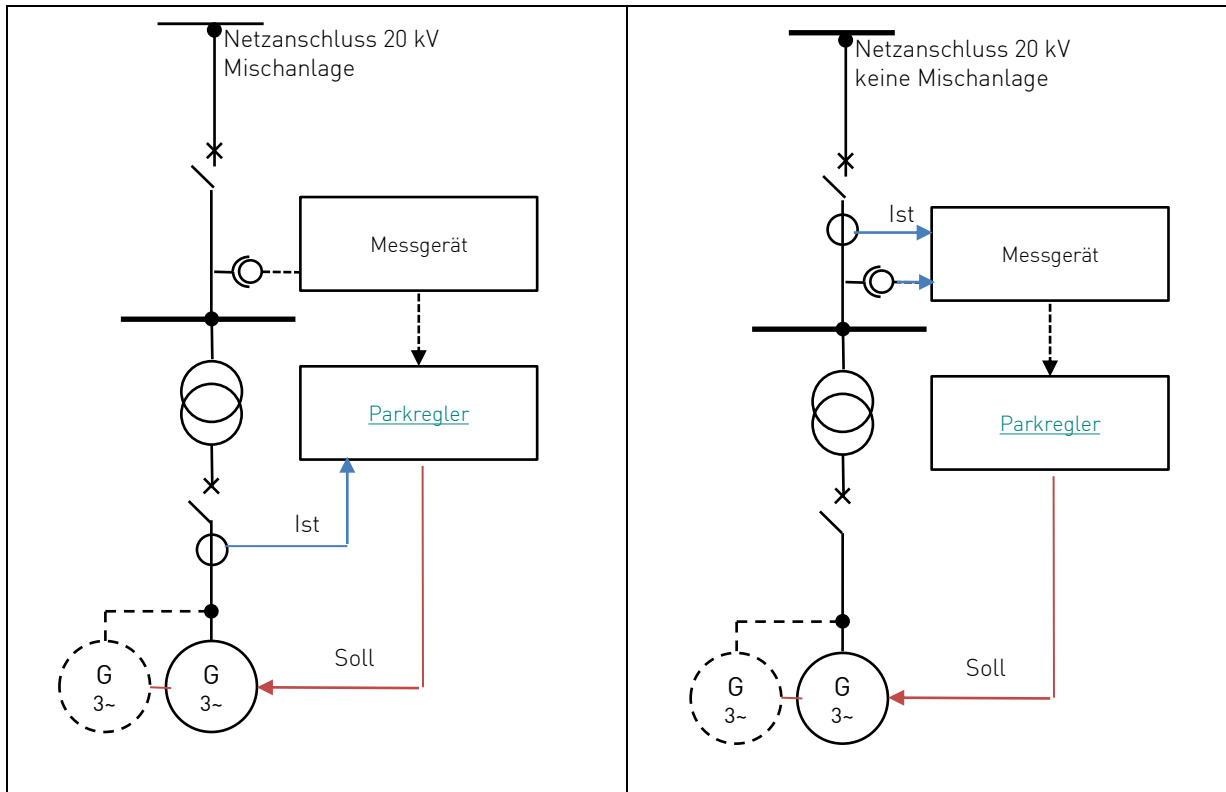 Netzanschluss 20 kV
Mischanlage
Messgerät
Parkregler
Ist
Soll
G
3~
G
3~
Netzanschluss 20 kV
keine Mischanlage
Ist
Messgerät
Parkregler
Soll
G
3~
G
3~